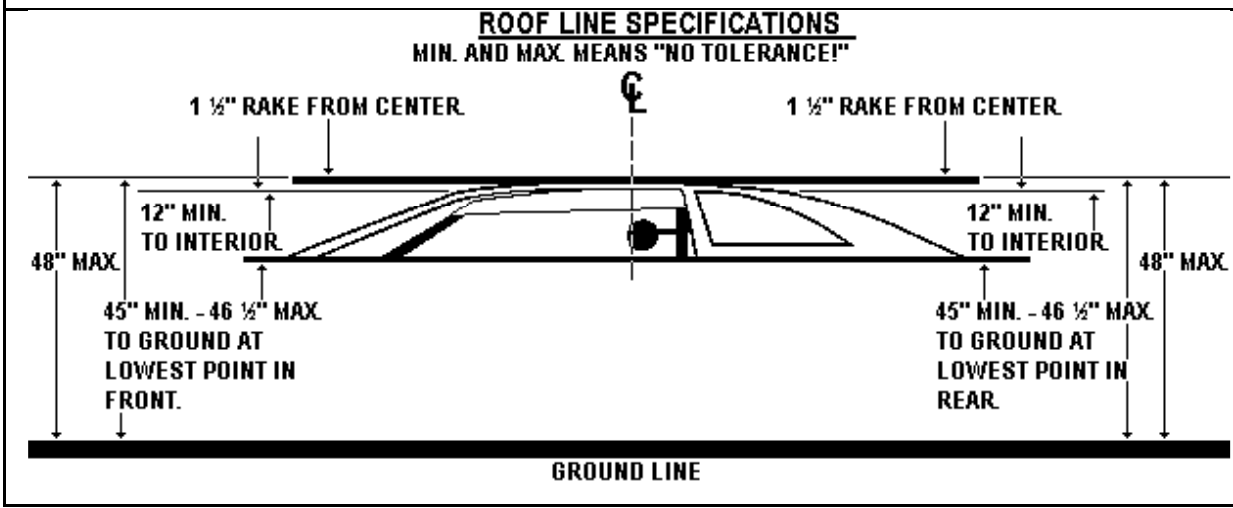 ROOF LINE SPECIFICATIONS
MIN. AND MAX. MEANS "NO TOLERANCE!"
℄
1 ½" RAKE FROM CENTER.
1 ½" RAKE FROM CENTER.
12" MIN.
TO INTERIOR.
12" MIN.
TO INTERIOR.
48" MAX.
48" MAX.
45" MIN. - 46 ½" MAX.
TO GROUND AT
LOWEST POINT IN
FRONT.
45" MIN. - 46 ½" MAX.
TO GROUND AT
LOWEST POINT IN
REAR.
GROUND LINE